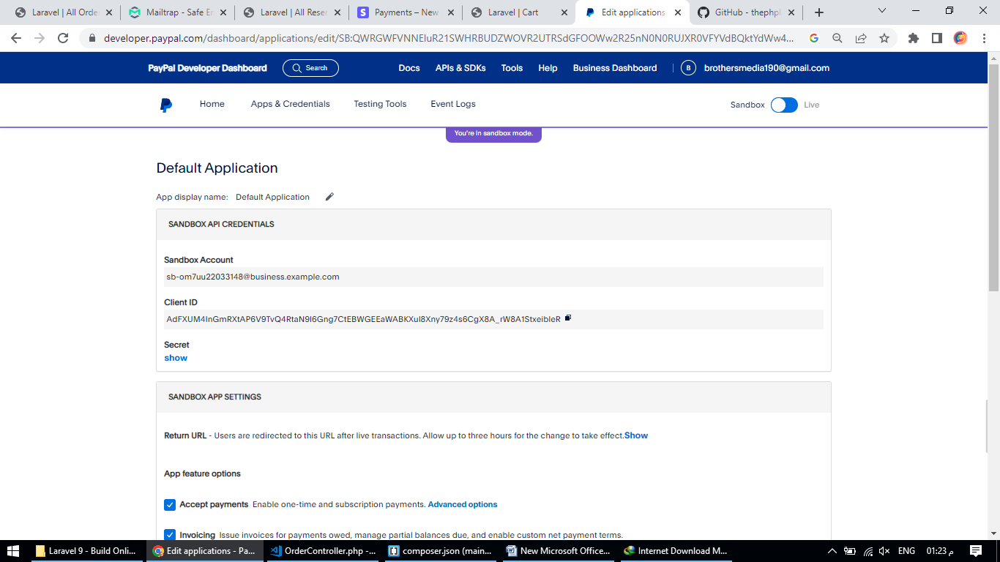 Laravel | All Orde
Mailtrap - Safe Er
Laravel | All Reser
Payments – New
Laravel | Cart
Edit applications
GitHub - thephpl
developer.paypal.com/dashboard/applications/edit/SB:QWRGWFVNNEluR21SWHRBUDZWOVR2UTRSdGFOOWw2R25nN0N0RUJXR0VFYVdBQktYdWw4...
PayPal Developer Dashboard
Search
Docs
APIs & SDKs
Tools
Help
Business Dashboard
B
brothersmedia190@gmail.com
Home
Apps & Credentials
Testing Tools
Event Logs
Sandbox
Live
You're in sandbox mode.
Default Application
App display name: Default Application
SANDBOX API CREDENTIALS
Sandbox Account
sb-om7uu22033148@business.example.com
Client ID
AdFXUM4InGmRXtAP6V9TvQ4RtaN9l6Gng7CtEBWGEEaWABKXul8Xny79z4s6CgX8A_rW8A1StxeibleR
Secret
show
SANDBOX APP SETTINGS
Return URL - Users are redirected to this URL after live transactions. Allow up to three hours for the change to take effect.Show
App feature options
Accept payments Enable one-time and subscription payments. Advanced options
Invoicing Issue invoices for payments owed, manage partial balances due, and enable custom net payment terms.
Laravel 9 - Build Onli...
Edit applications - Pa...
OrderController.php -...
composer.json (main...
New Microsoft Office...
Internet Download M...
ENG
01:23 م